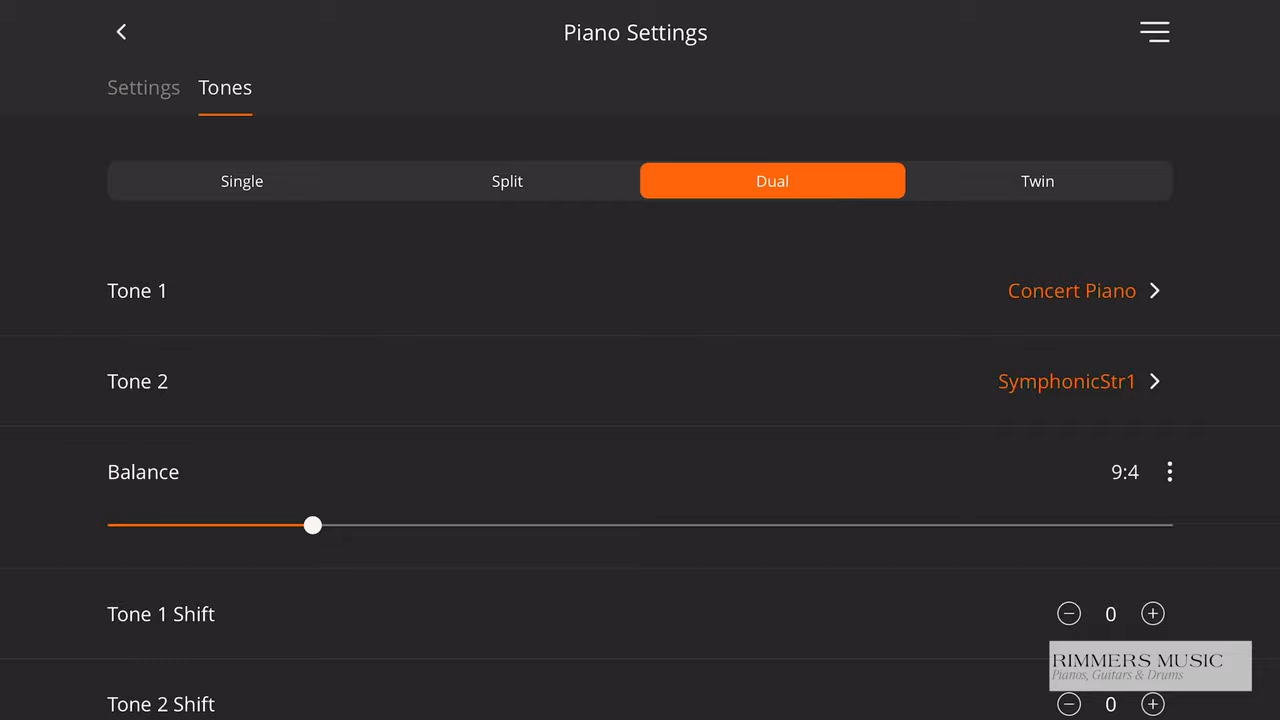 Piano Settings
Settings Tones
Single Split Dual Twin
Tone 1 Concert Piano
Tone 2 SymphonicStr1
Balance 9:4
Tone 1 Shift 0
RIMMERS MUSIC
Pianos, Guitars & Drums
Tone 2 Shift 0